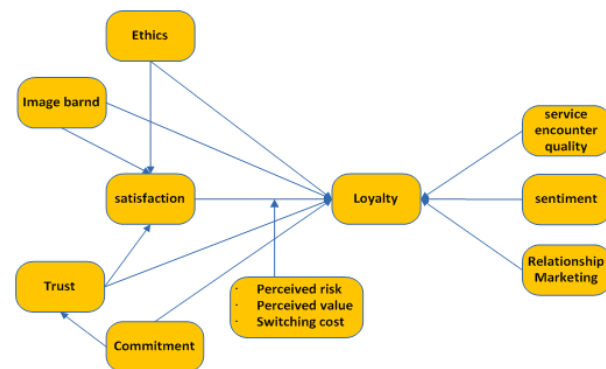 Ethics
Image barnd
service
encounter
quality
satisfaction
Loyalty
sentiment
Trust
· Perceived risk
· Perceived value
· Switching cost
Relationship
Marketing
Commitment